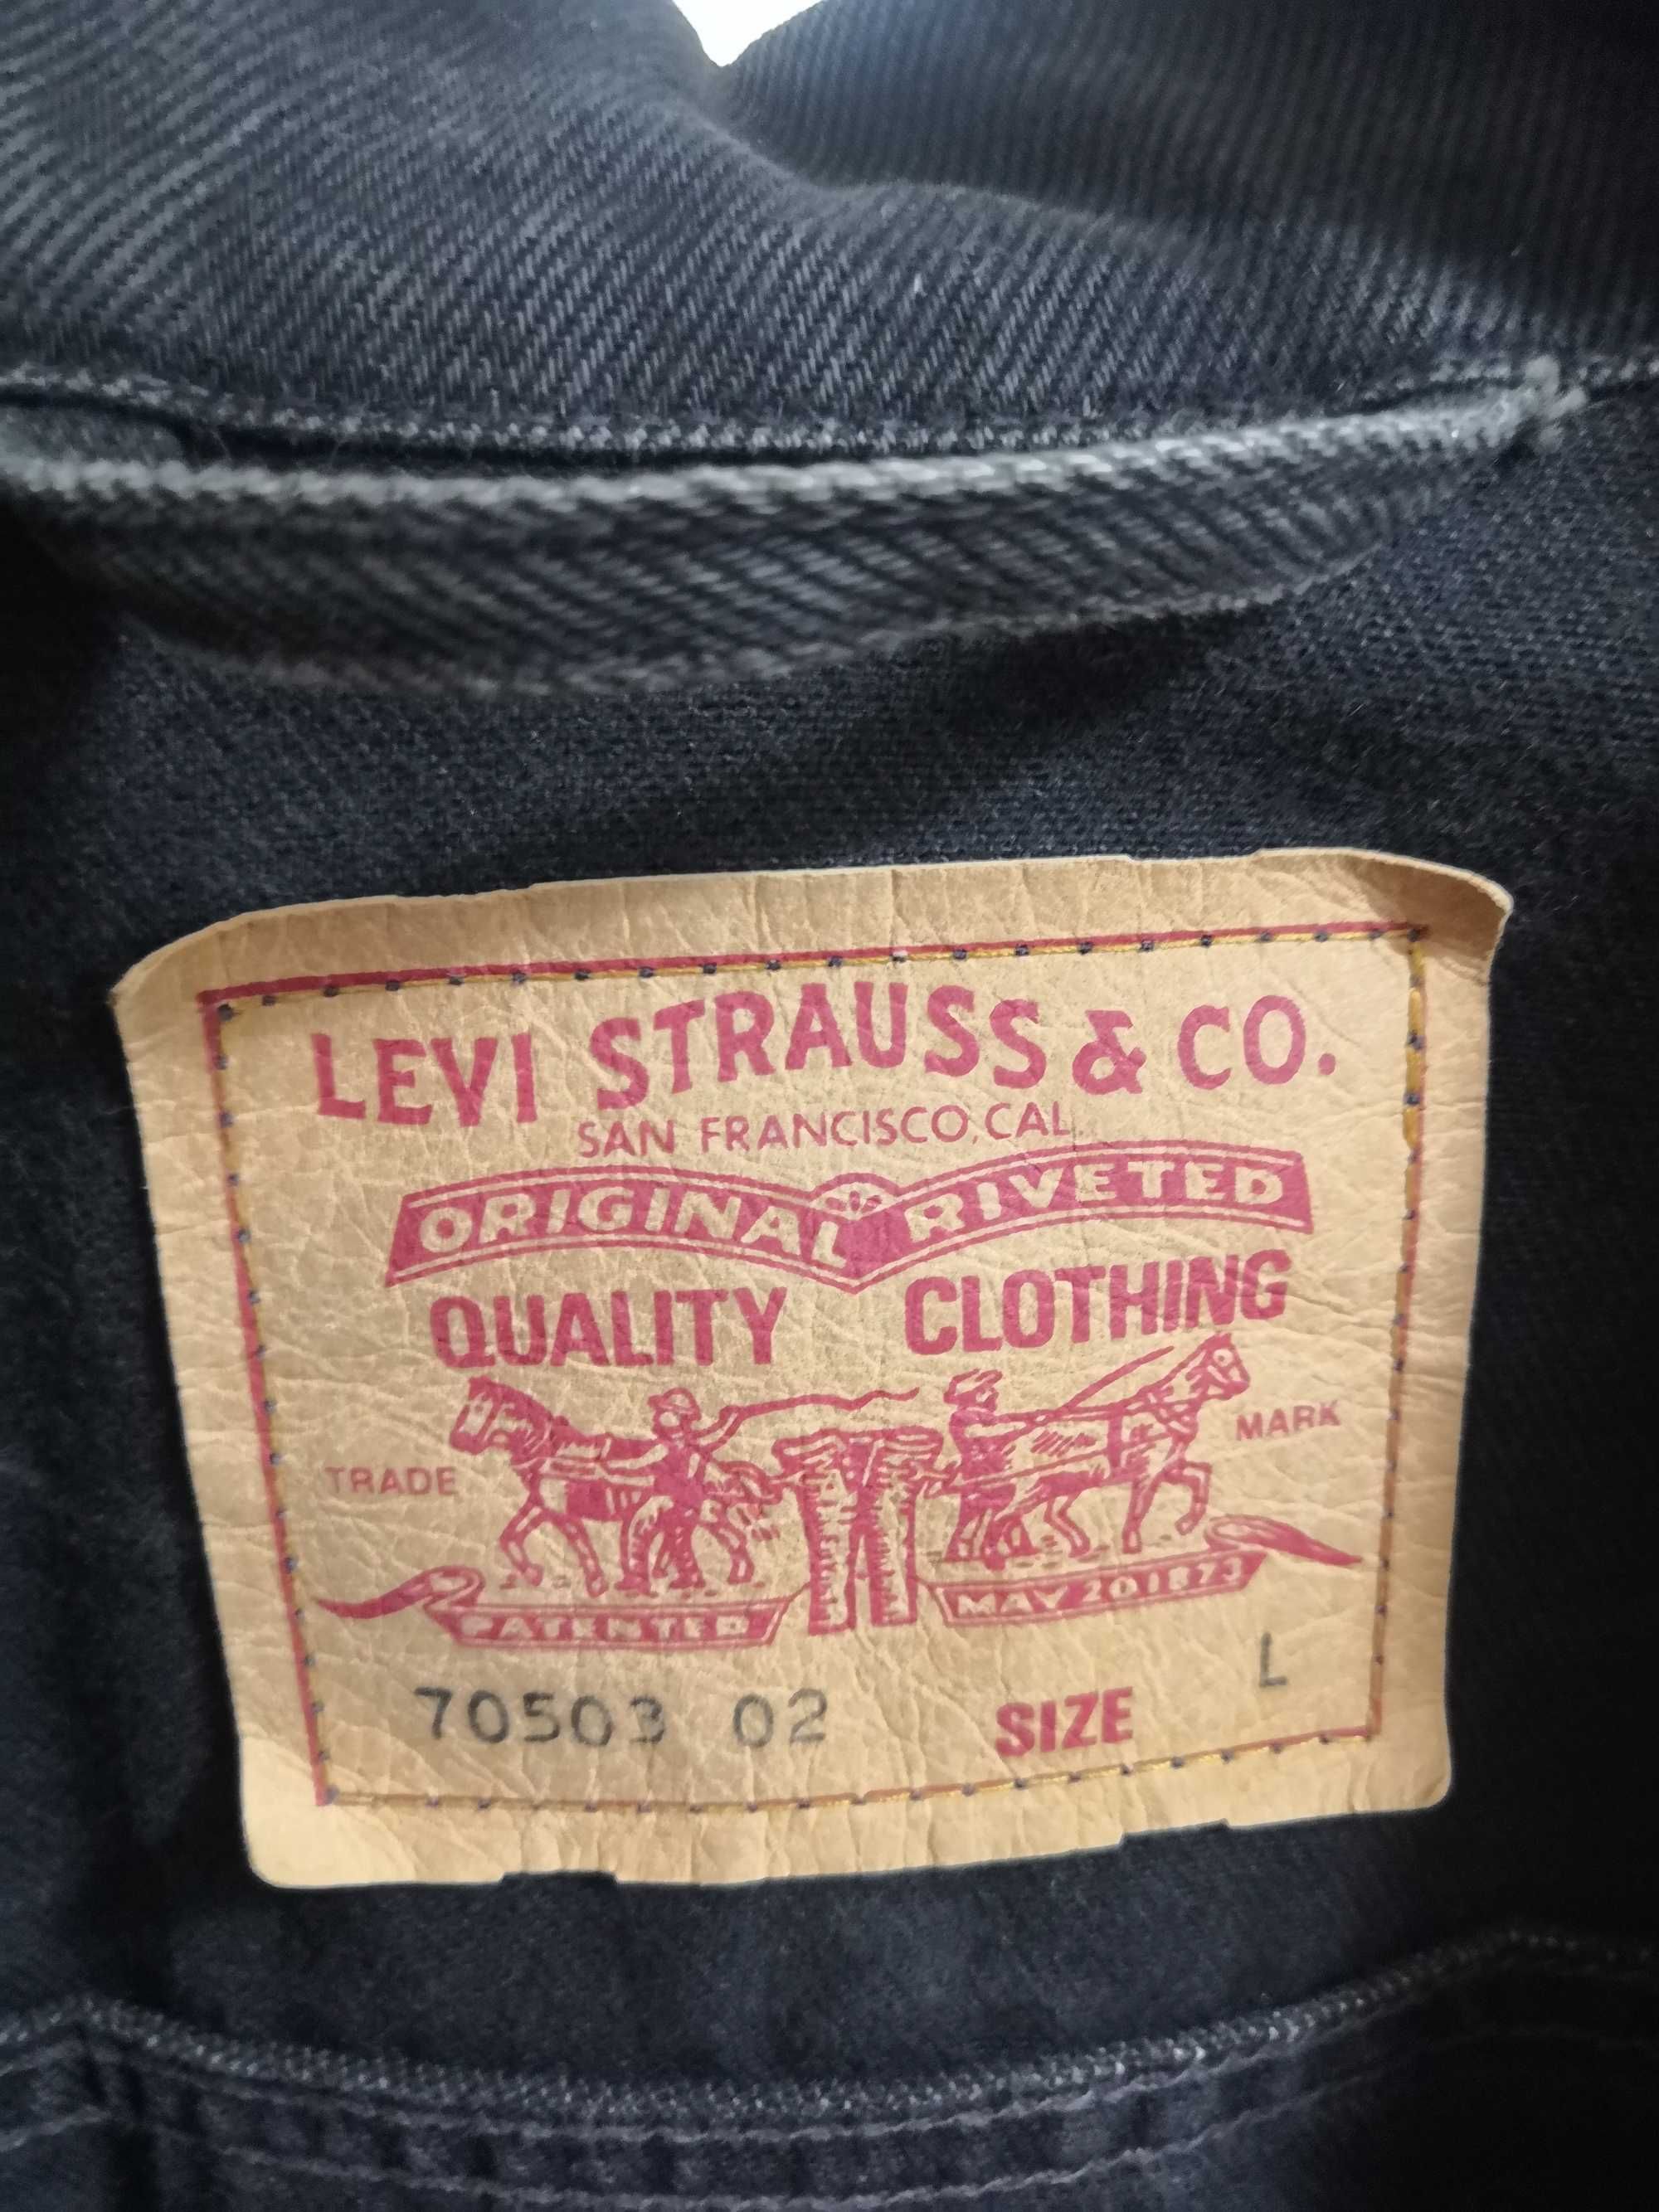 LEVI STRAUSS & CO.
SAN FRANCISCO, CAL.
ORIGINAL RIVETED
QUALITY CLOTHING
TRADE MARK
PATENTED MAY 20 1873
70503 02 SIZE L